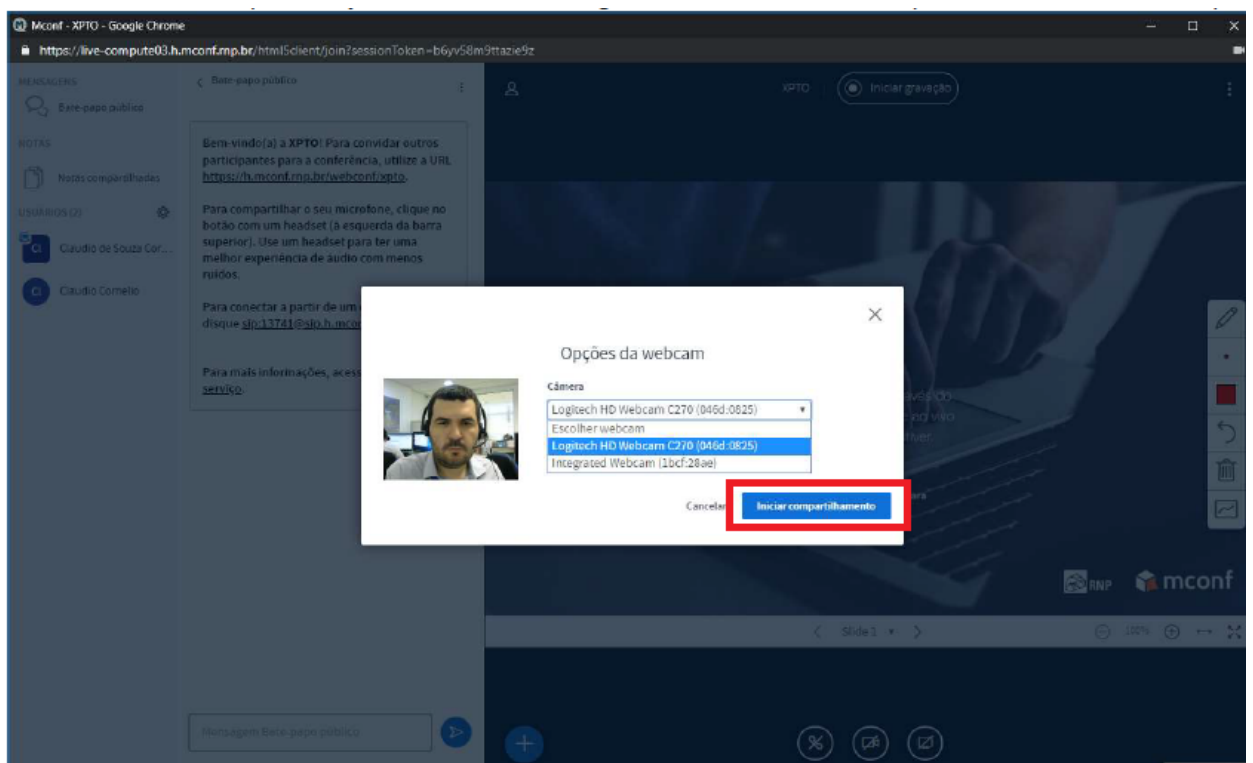 Mconf - XPTO - Google Chrome
https://live-compute03.h.mconf.mp.br/html5client/join?sessionToken=b6yv58m9ttazie9z
MENSAGENS
Bate-papo público
NOTAS
Notas compartilhadas
USUÁRIOS (2)
CI
Claudio de Souza Cor...
CI
Claudio Cornelio
Bate-papo público
Bem-vindo(a) a XPTO! Para convidar outros
participantes para a conferência, utilize a URL
https://h.mconf.mp.br/webconf/xpto.
Para compartilhar o seu microfone, clique no
botão com um headset (à esquerda da barra
superior). Use um headset para ter uma
melhor experiência de áudio com menos
ruídos.
Para conectar a partir de um
disque sip:13741@sip.h.mcon
Para mais informações, acess
serviço.
Mensagem Bate-papo público
XPTO
Iniciar gravação
Opções da webcam
Câmera
Logitech HD Webcam C270 (046d:0825)
Escolher webcam
Logitech HD Webcam C270 (046d:0825)
Integrated Webcam (1bcf:28ae)
Cancelar
Iniciar compartilhamento
RNP
mconf
Slide 1
100%